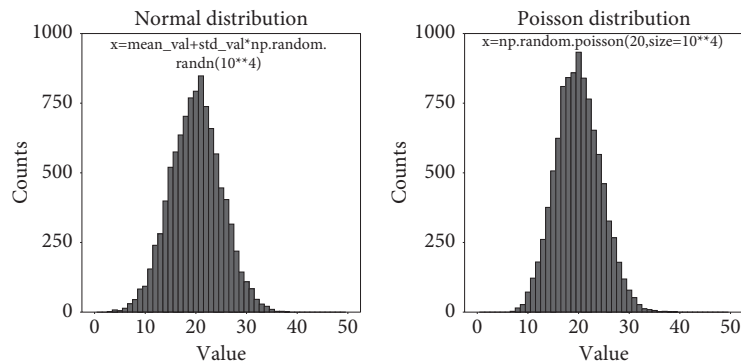 Normal distribution
x=mean_val+std_val*np.random.
randn(10**4)
1000
750
500
250
0
Counts
0 10 20 30 40 50
Value
Poisson distribution
x=np.random.poisson(20,size=10**4)
1000
750
500
250
0
Counts
0 10 20 30 40 50
Value